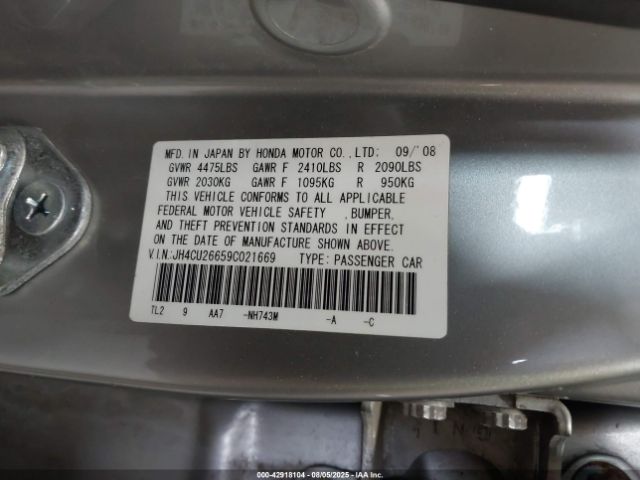 MFD. IN JAPAN BY HONDA MOTOR CO.,LTD: 09/'08
GVWR 4475LBS GAWR F 2410LBS R 2090LBS
GVWR 2030KG GAWR F 1095KG R 950KG
THIS VEHICLE CONFORMS TO ALL APPLICABLE
FEDERAL MOTOR VEHICLE SAFETY ,BUMPER,
AND THEFT PREVENTION STANDARDS IN EFFECT
ON THE DATE OF MANUFACTURE SHOWN ABOVE.
V.I.N:JH4CU26659C021669 TYPE: PASSENGER CAR
TL2 9 AA7 -NH743M -A -C
000-42918104 - 08/05/2025 - IAAI.com